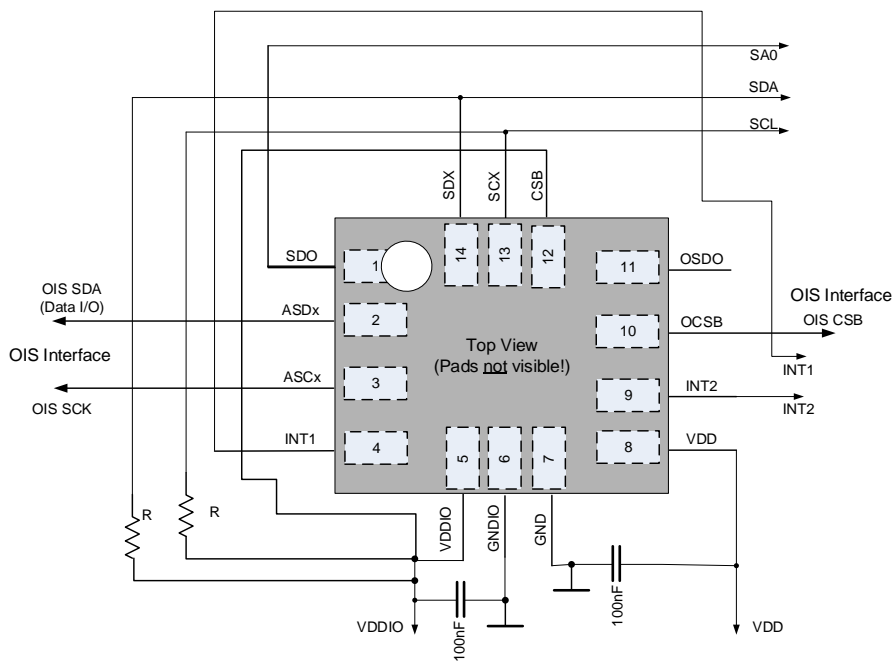 SA0
SDA
SCL
SDX
SCX
CSB
SDO
1
14
13
12
11
OSDO
OIS SDA
(Data I/O)
ASDx
2
OIS Interface
10
OCSB
OIS CSB
Top View
(Pads not visible!)
OIS Interface
ASCx
3
INT1
9
INT2
INT2
OIS SCK
INT1
4
5
6
7
8
VDD
R
R
VDDIO
GNDIO
GND
100nF
100nF
VDDIO
VDD